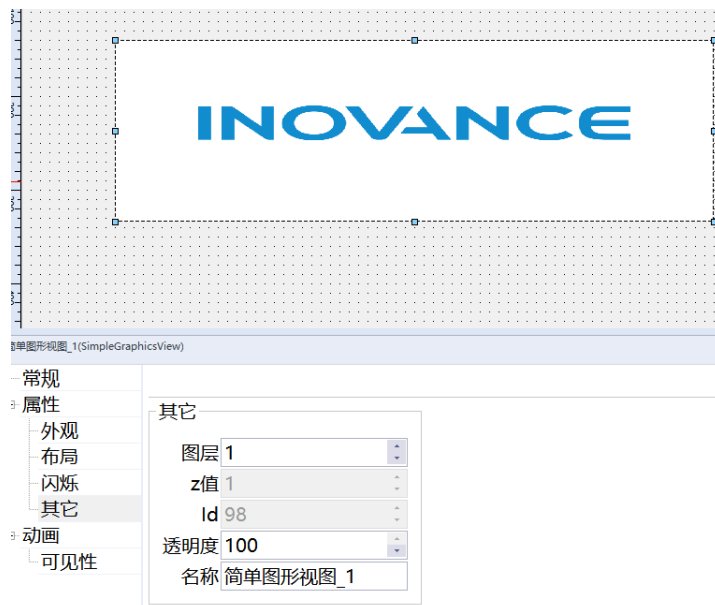 INOVANCE
简单图形视图_1(SimpleGraphicsView)
常规
属性
外观
布局
闪烁
其它
动画
可见性
其它
图层 1
z值 1
Id 98
透明度 100
名称 简单图形视图_1